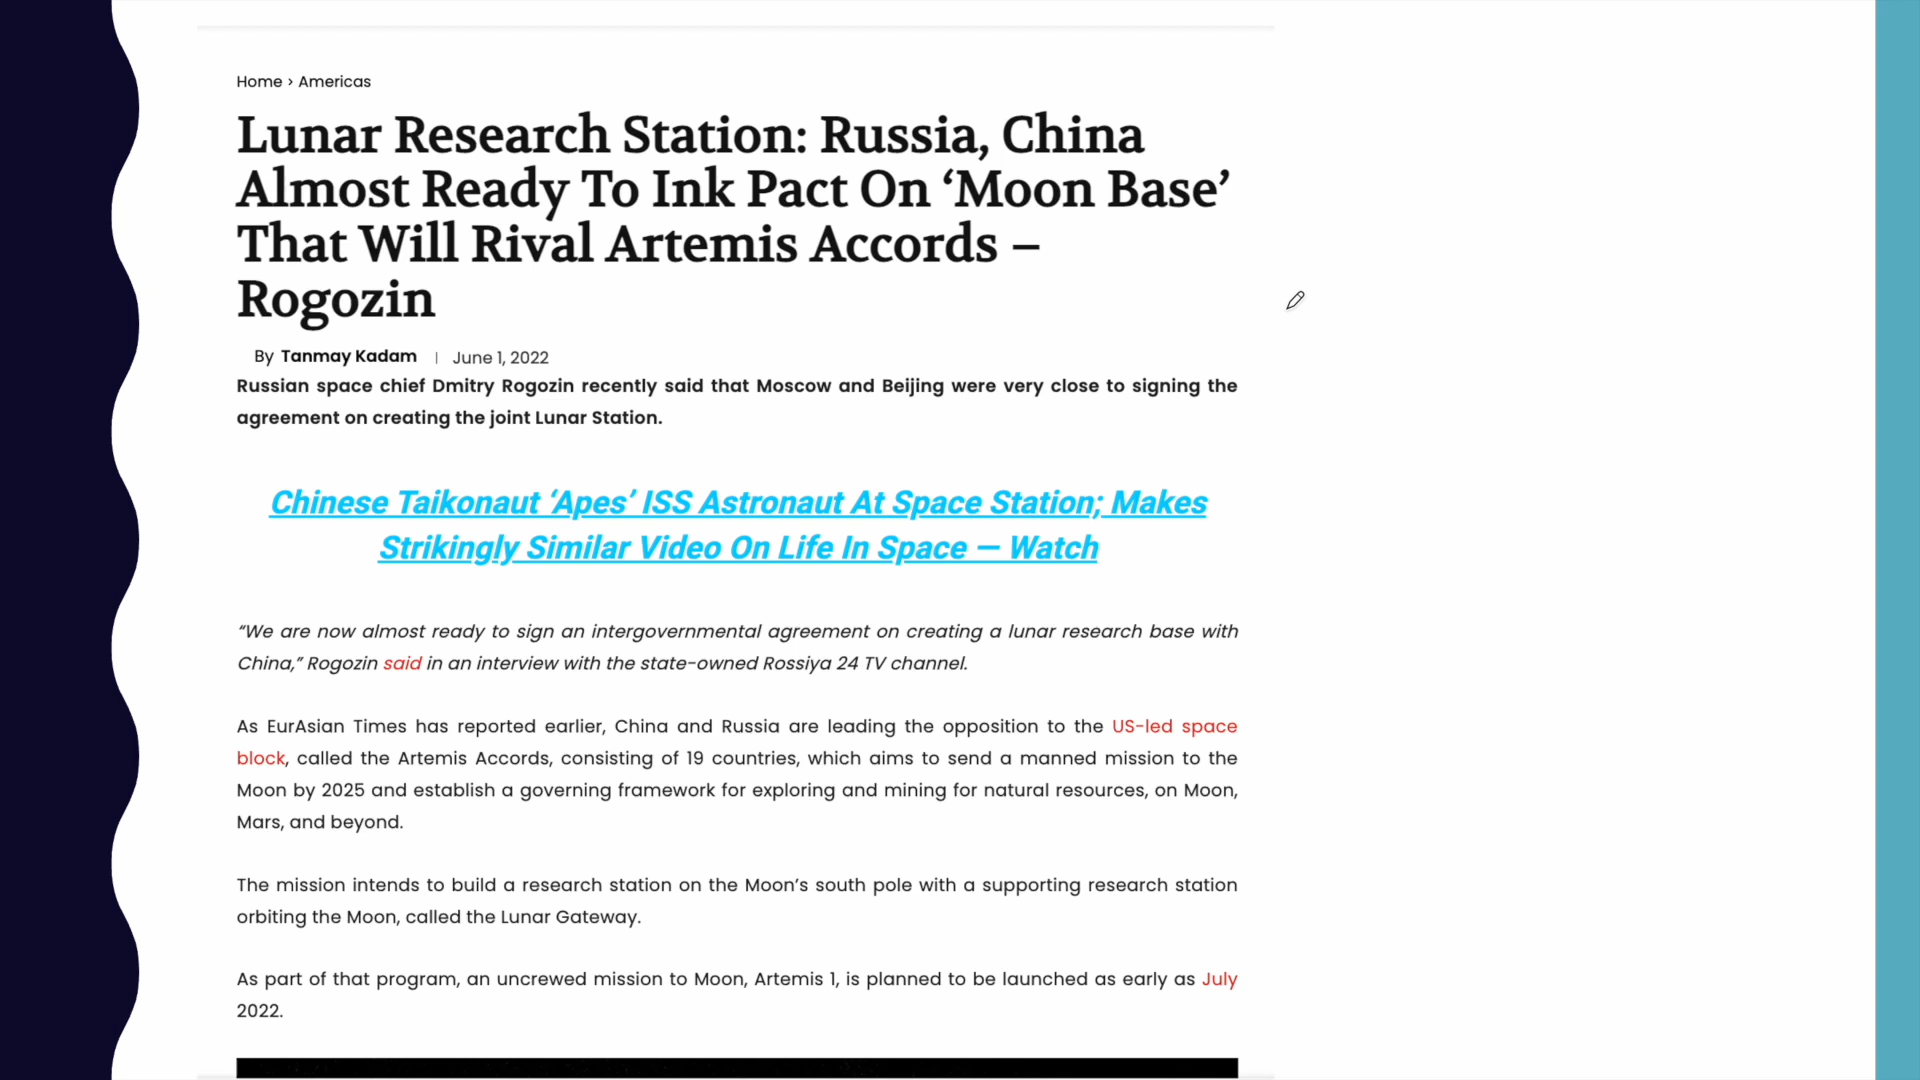 Home › Americas
Lunar Research Station: Russia, China
Almost Ready To Ink Pact On ‘Moon Base’
That Will Rival Artemis Accords –
Rogozin
By Tanmay Kadam | June 1, 2022
Russian space chief Dmitry Rogozin recently said that Moscow and Beijing were very close to signing the
agreement on creating the joint Lunar Station.
Chinese Taikonaut ‘Apes’ ISS Astronaut At Space Station; Makes
Strikingly Similar Video On Life In Space — Watch
“We are now almost ready to sign an intergovernmental agreement on creating a lunar research base with
China,” Rogozin said in an interview with the state-owned Rossiya 24 TV channel.
As EurAsian Times has reported earlier, China and Russia are leading the opposition to the US-led space
block, called the Artemis Accords, consisting of 19 countries, which aims to send a manned mission to the
Moon by 2025 and establish a governing framework for exploring and mining for natural resources, on Moon,
Mars, and beyond.
The mission intends to build a research station on the Moon’s south pole with a supporting research station
orbiting the Moon, called the Lunar Gateway.
As part of that program, an uncrewed mission to Moon, Artemis 1, is planned to be launched as early as July
2022.